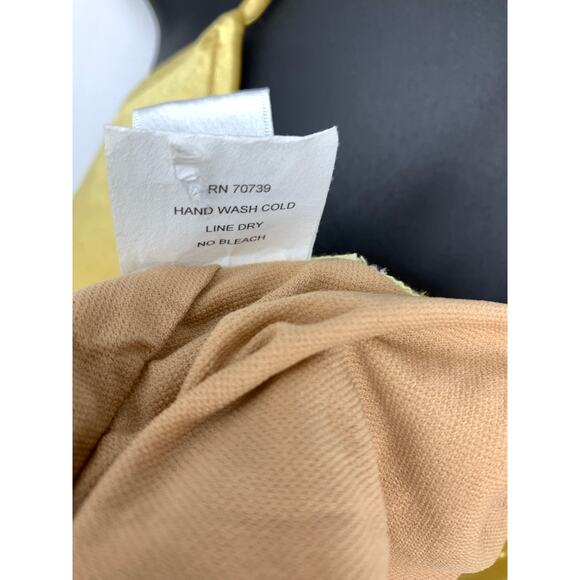 RN 70739
HAND WASH COLD
LINE DRY
NO BLEACH